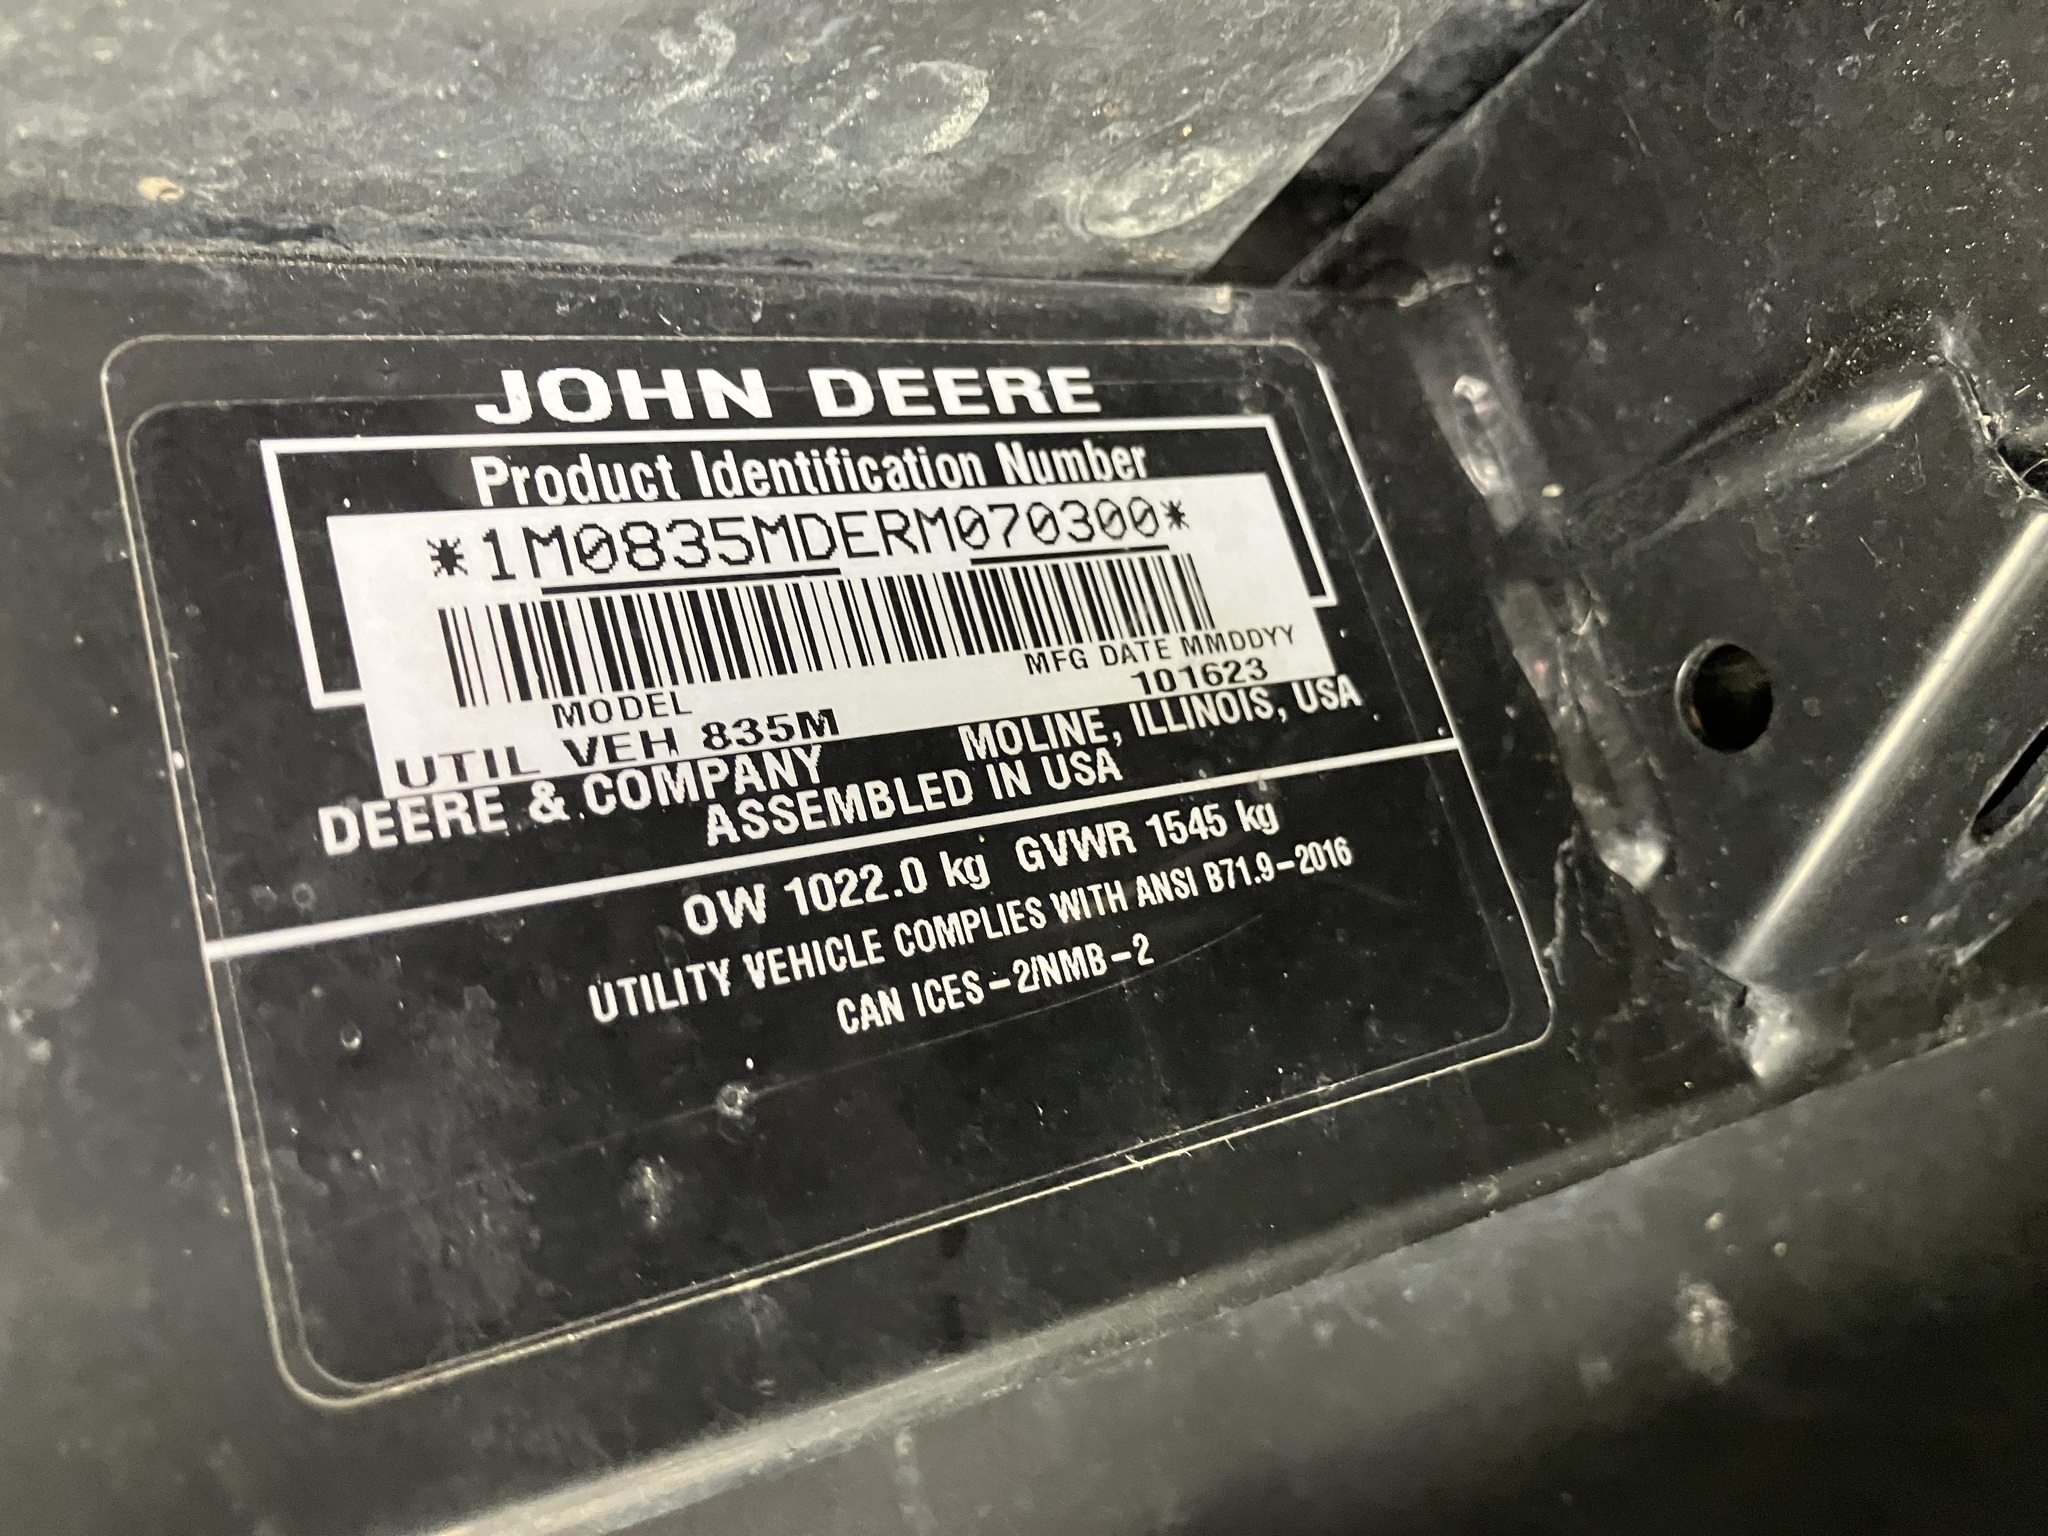 JOHN DEERE
Product Identification Number
*1M0835MDERM070300*
MODEL MFG DATE MMDDYY
UTIL VEH 835M 101623
DEERE & COMPANY MOLINE, ILLINOIS, USA
ASSEMBLED IN USA
OW 1022.0 kg GVWR 1545 kg
UTILITY VEHICLE COMPLIES WITH ANSI B71.9-2016
CAN ICES-2/NMB-2